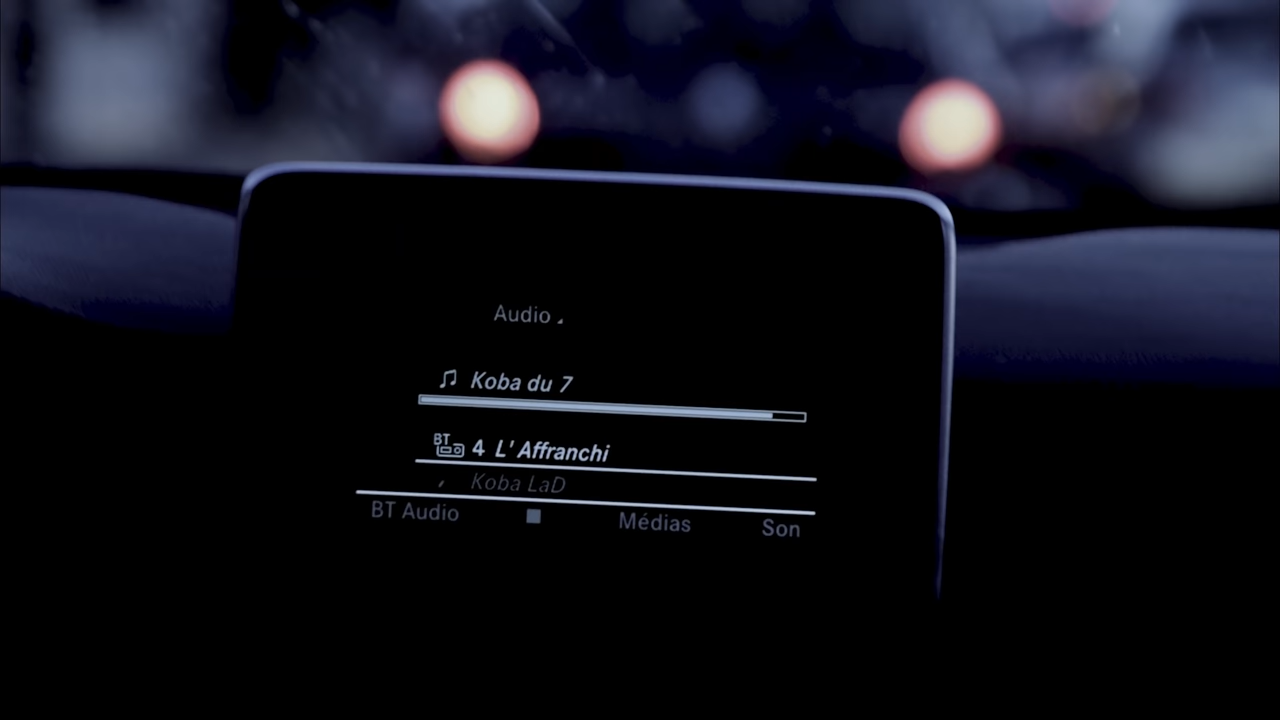 Audio
Koba du 7
BT 4 L' Affranchi
Koba LaD
BT Audio Médias Son